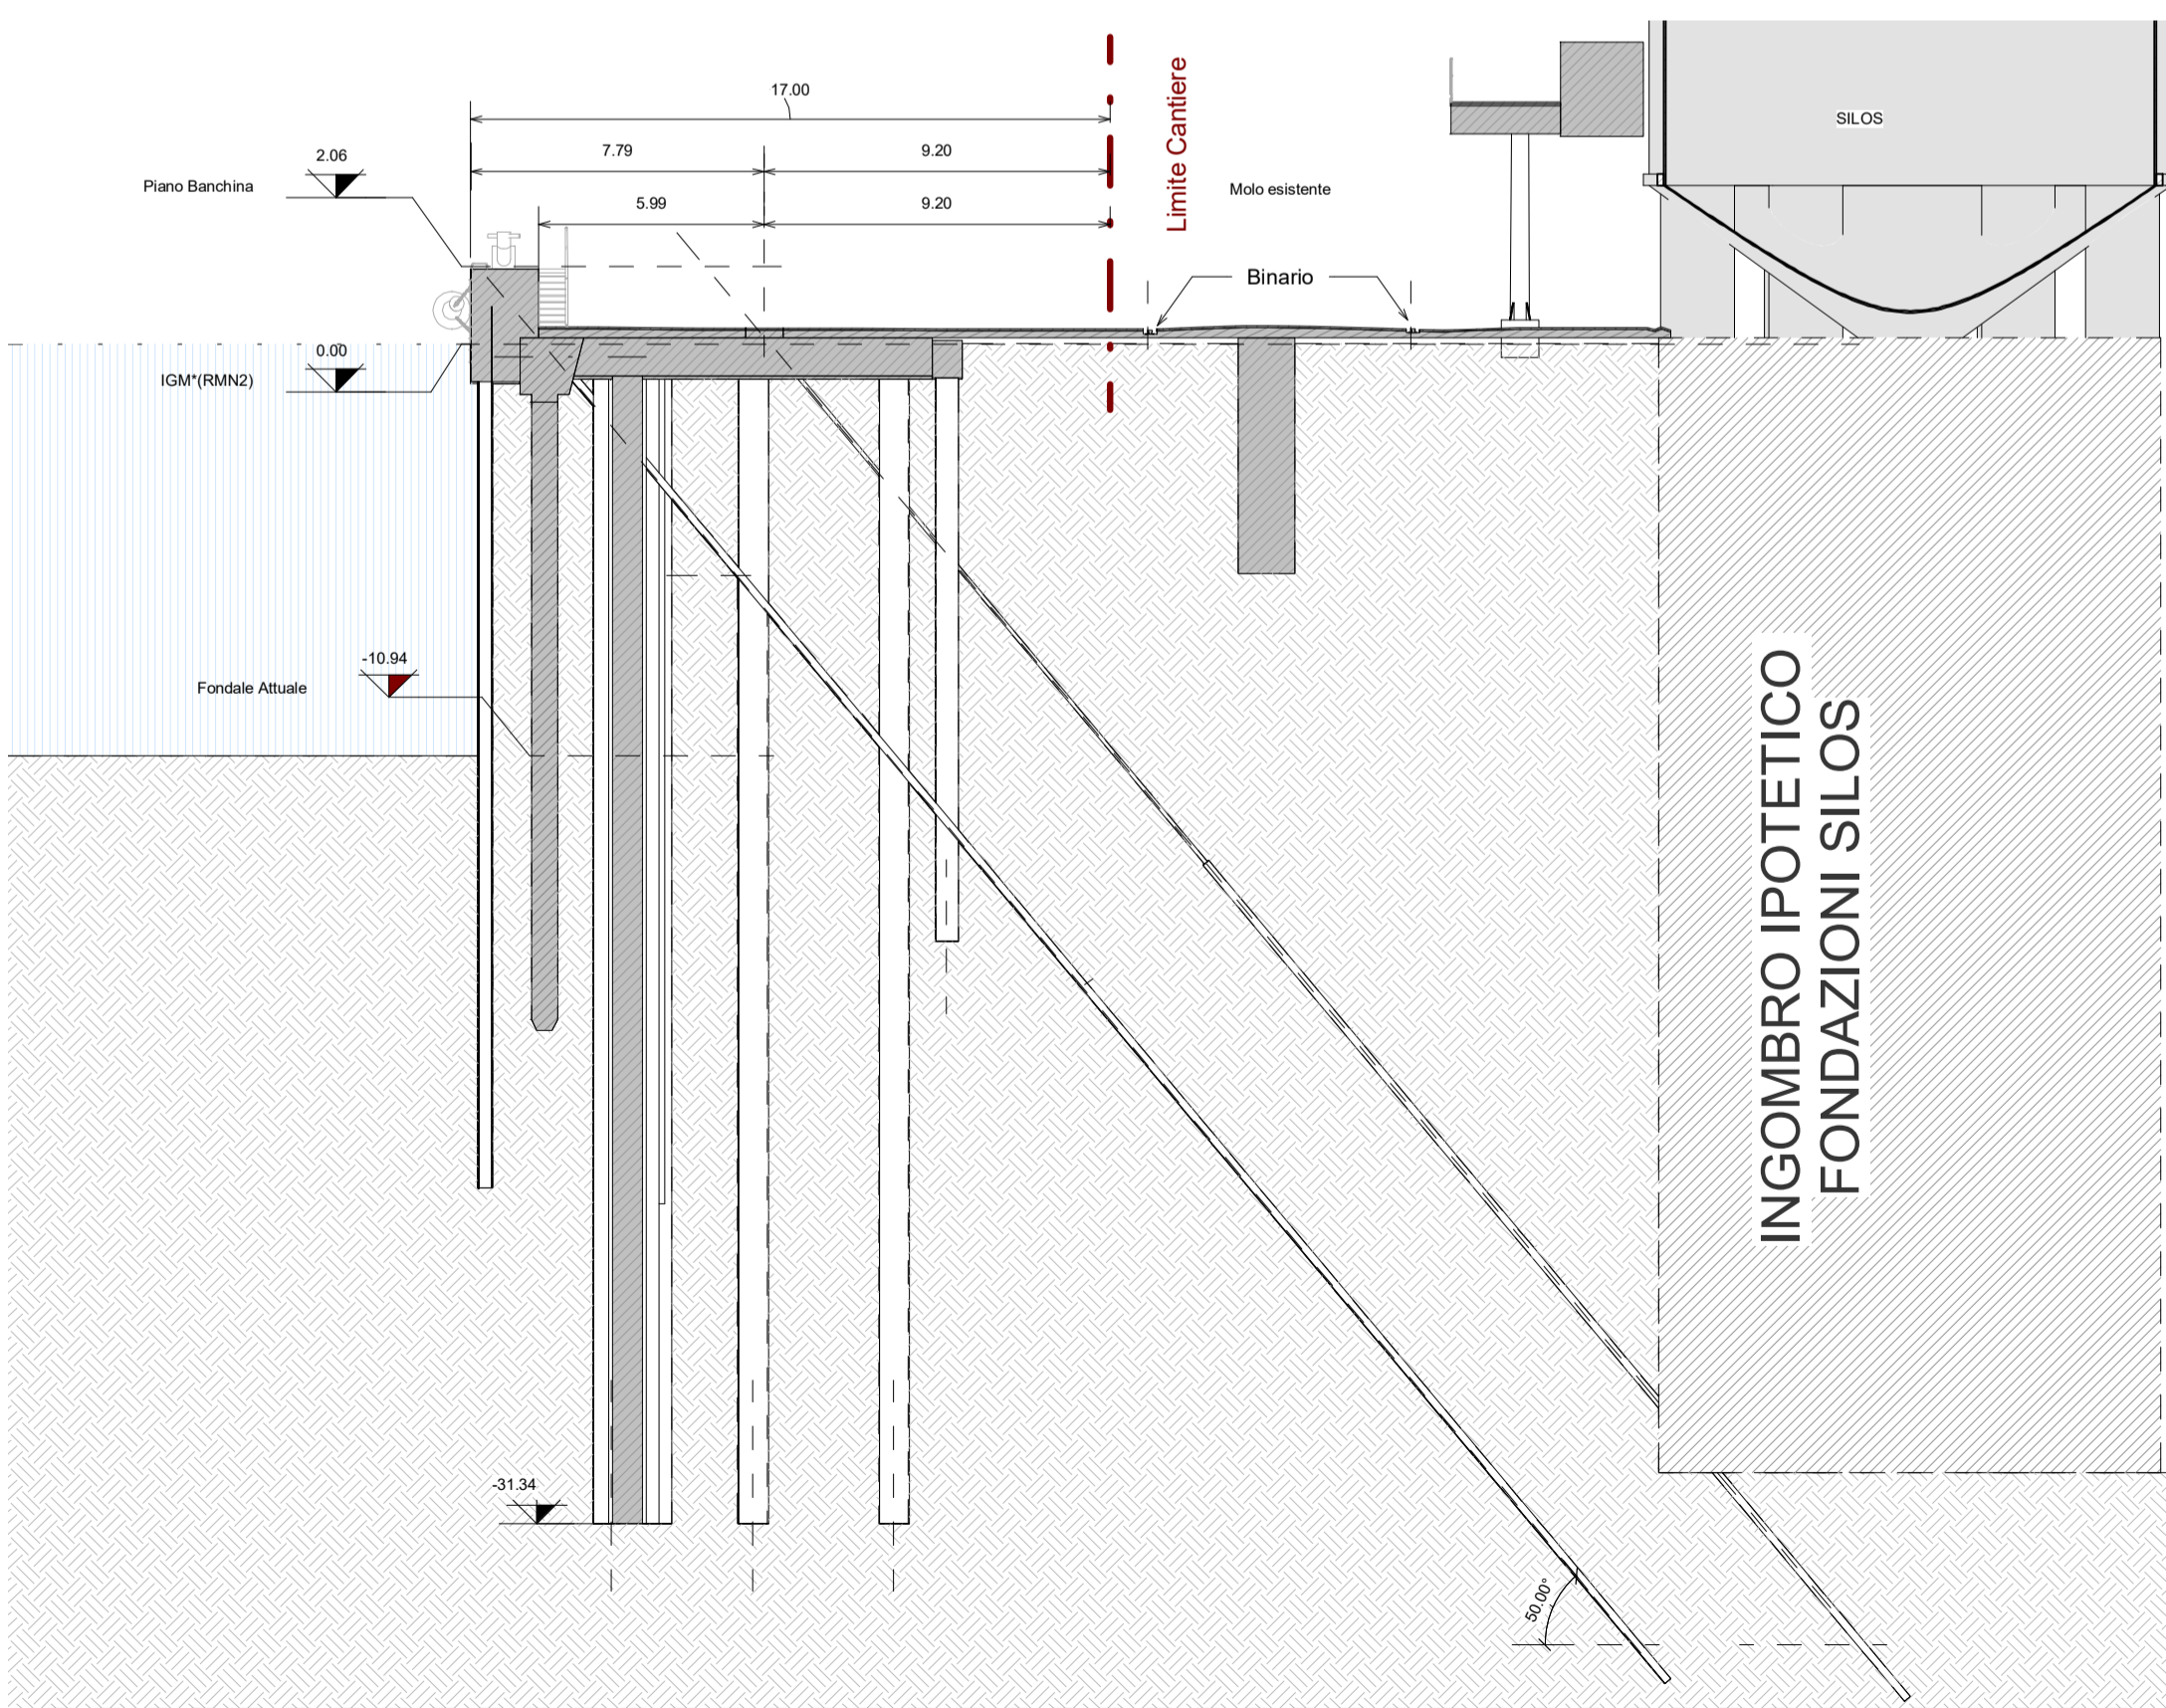 17.00
SILOS
7.79
9.20
2.06
Piano Banchina
Limite Cantiere
Molo esistente
5.99
9.20
Binario
0.00
IGM*(RMN2)
-10.94
Fondale Attuale
INGOMBRO IPOTETICO
FONDAZIONI SILOS
-31.34
50.00°